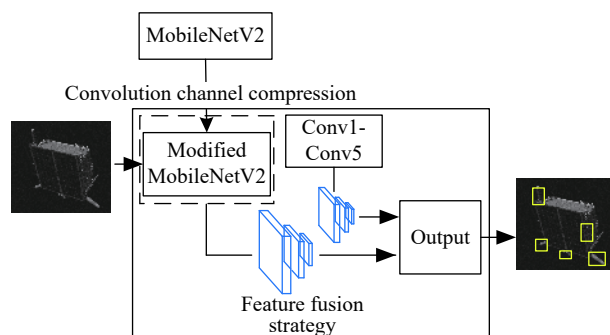 MobileNetV2
Convolution channel compression
Modified
MobileNetV2
Conv1-
Conv5
Output
Feature fusion
strategy